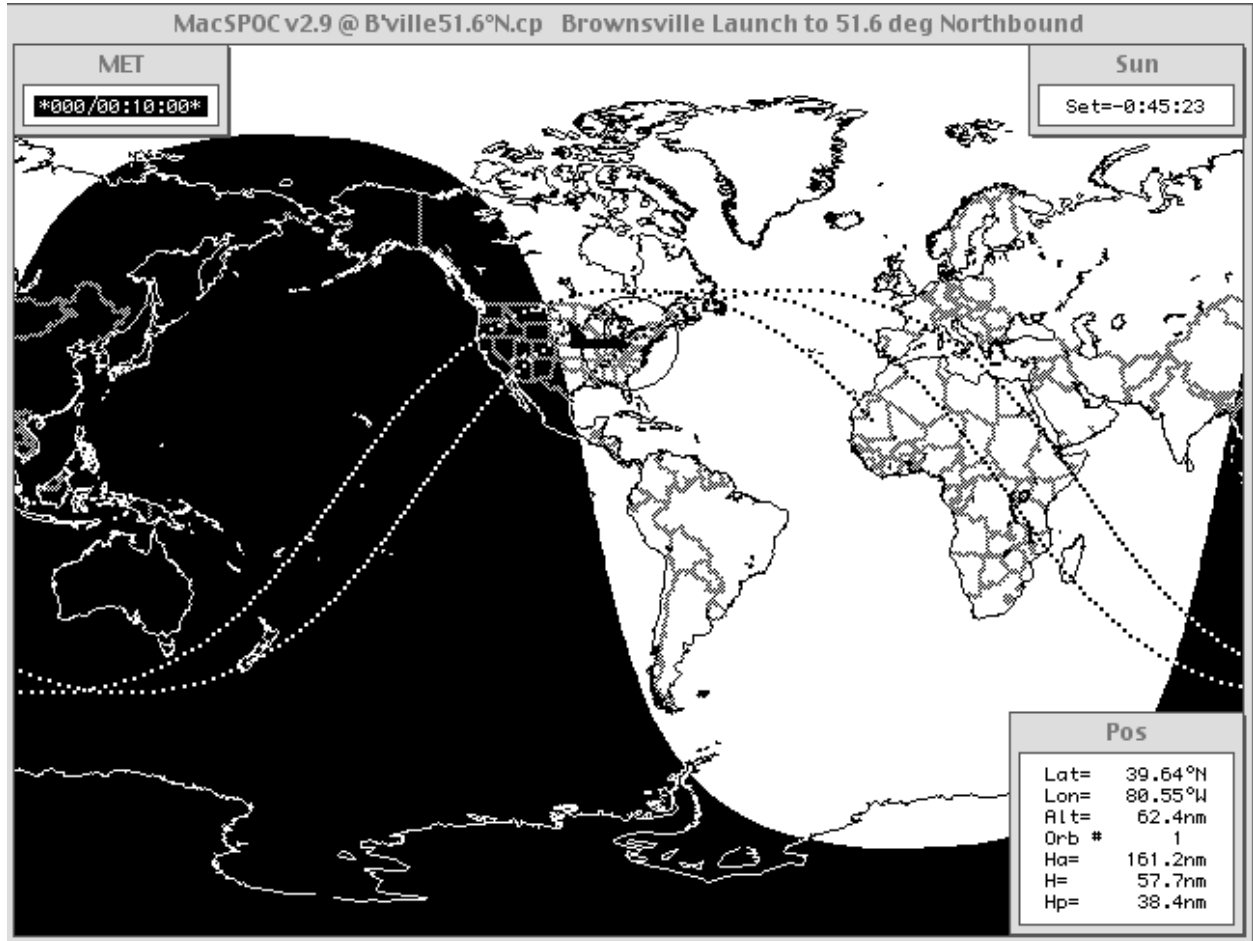 MacSPOC v2.9 @ B'ville51.6°N.cp   Brownsville Launch to 51.6 deg Northbound
MET
*000/00:10:00*
Sun
Set=-0:45:23
Pos
Lat= 39.64°N
Lon= 80.55°W
Alt= 62.4nm
Orb # 1
Ha= 161.2nm
H= 57.7nm
Hp= 38.4nm